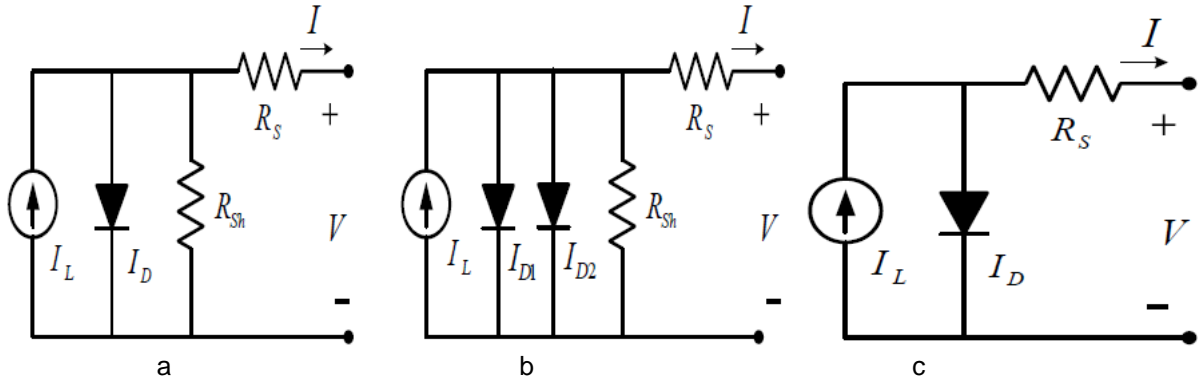 I
R_S
+
I_L
I_D
R_Sh
V
-
a
I
R_s
+
I_L
I_D1
I_D2
R_Sh
V
-
b
I
R_S
+
I_L
I_D
V
-
c